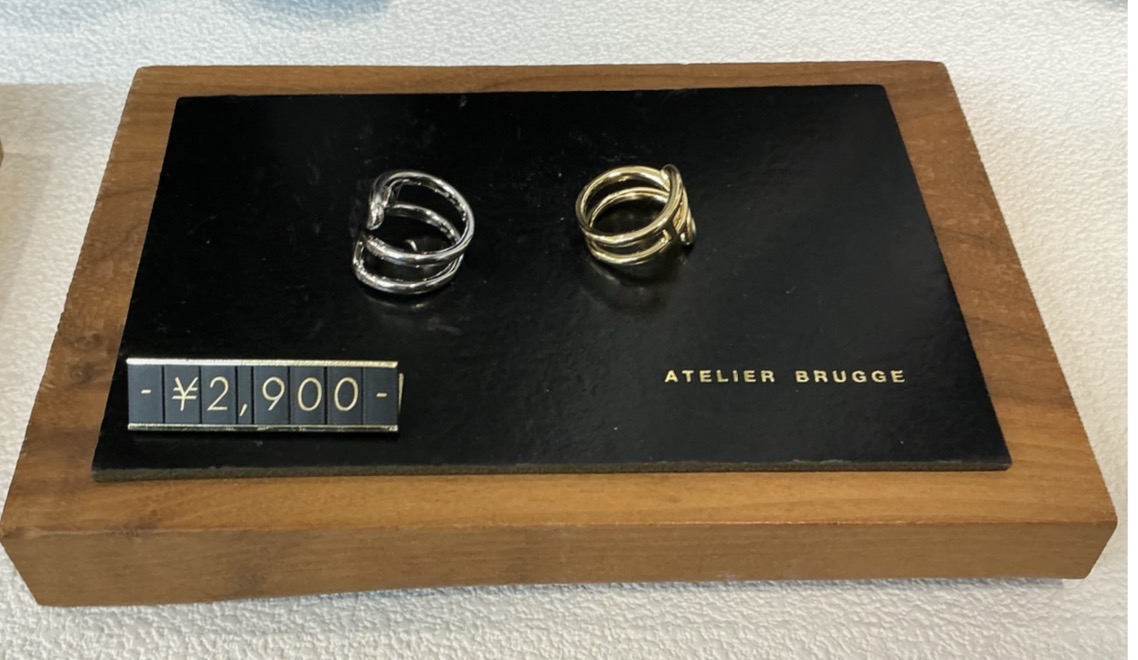 ATELIER BRUGGE
-¥2,900-